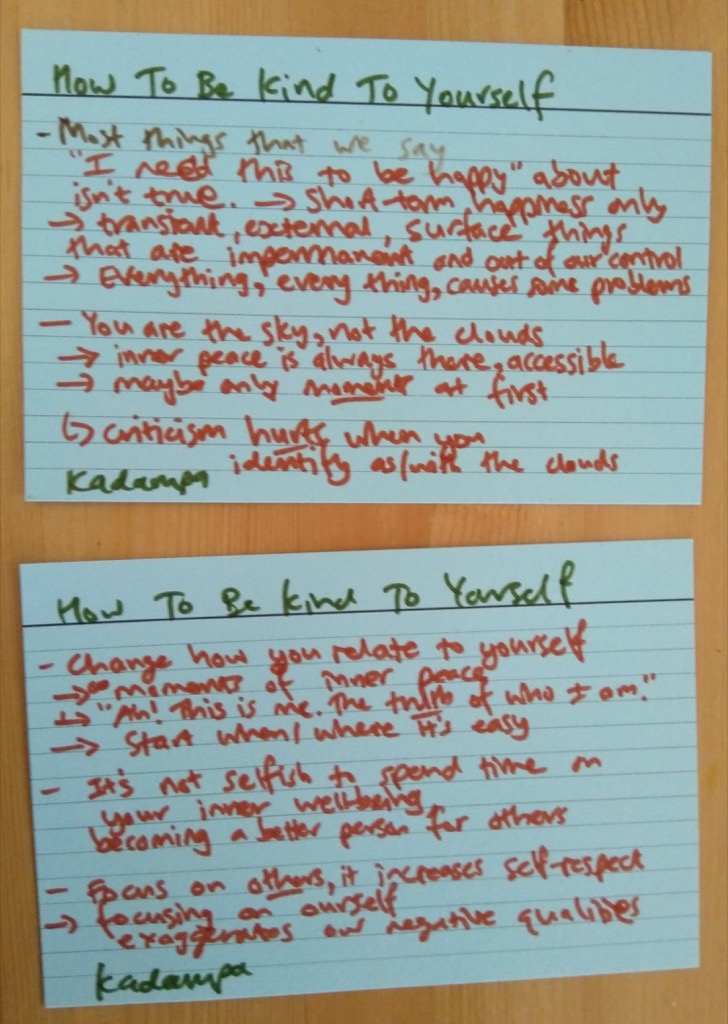 How To Be Kind To Yourself
- Most things that we say
"I need this to be happy" about
isn't true. → Short-term happiness only
→ transient, external, surface things
that are impermanent and out of our control
→ Everything, every thing, causes some problems
- You are the sky, not the clouds
→ inner peace is always there, accessible
→ maybe only moments at first
↳ criticism hurts when you
identify as/with the clouds
Kadampa
How To Be Kind To Yourself
- Change how you relate to yourself
→ moments of inner peace
→ "Ah! This is me. The truth of who I am."
→ Start when/where it's easy
- It's not selfish to spend time on
your inner well-being
becoming a better person for others
- Focus on others, it increases self-respect
→ focusing on ourself
exaggerates our negative qualities
Kadampa